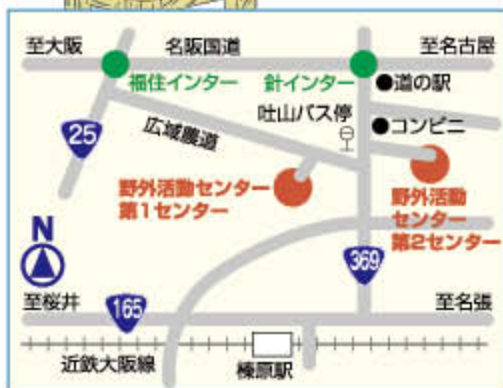 至大阪
名阪国道
至名古屋
福住インター
針インター
●道の駅
吐山バス停
●コンビニ
広域農道
25
野外活動センター
第1センター
野外活動
センター
第2センター
N
369
至桜井
165
至名張
近鉄大阪線
榛原駅